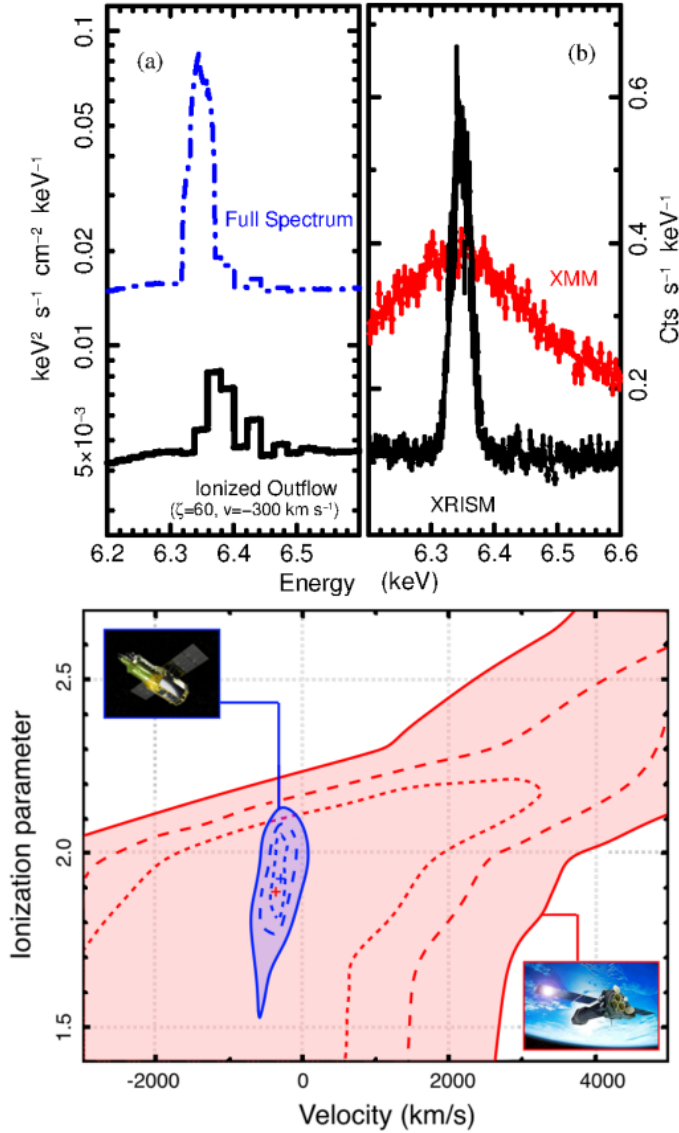 0.1
0.05
0.02
0.01
5×10⁻³
keV² s⁻¹ cm⁻² keV⁻¹
(a)
Full Spectrum
Ionized Outflow
(ζ=60, v=−300 km s⁻¹)
6.2 6.3 6.4 6.5
(b)
XMM
XRISM
0.6
0.4
0.2
Cts s⁻¹ keV⁻¹
6.3 6.4 6.5 6.6
Energy (keV)
Ionization parameter
2.5
2.0
1.5
-2000 0 2000 4000
Velocity (km/s)